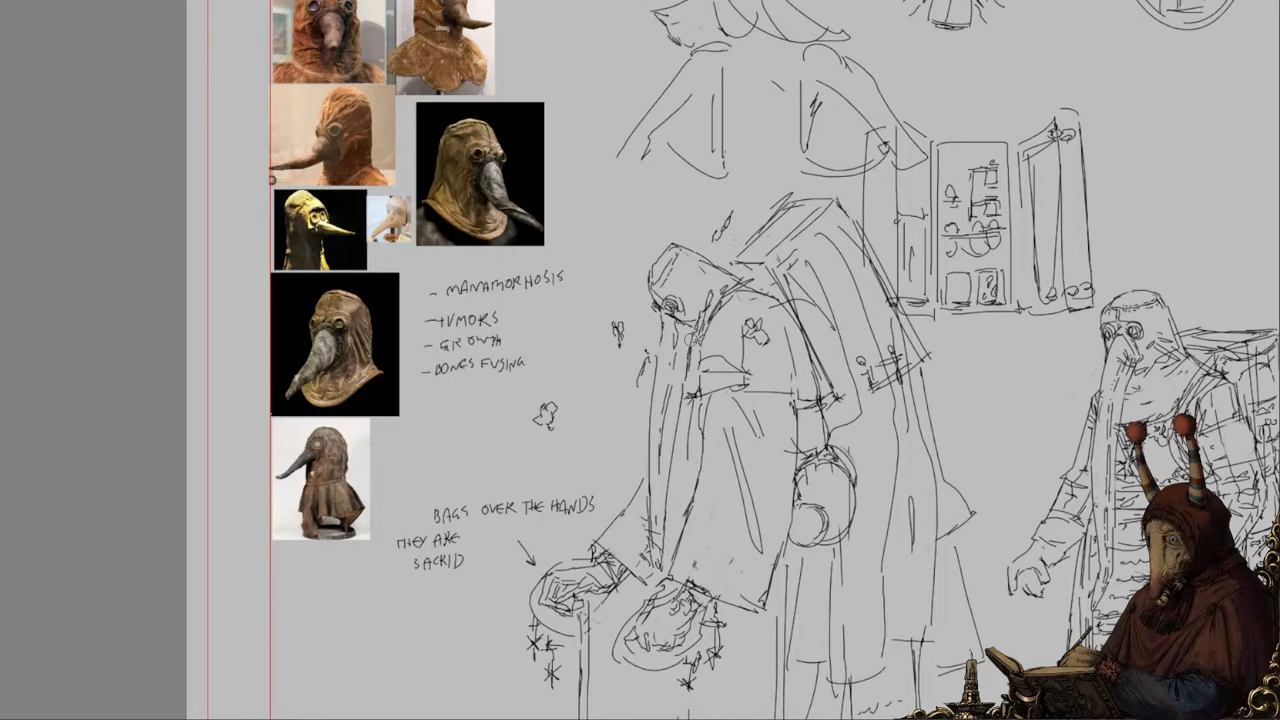 - MANAMORHOSIS
- TUMORS
- GROWTH
- BONES FUSING
BAGS OVER THE HANDS
THEY ARE
SACRID